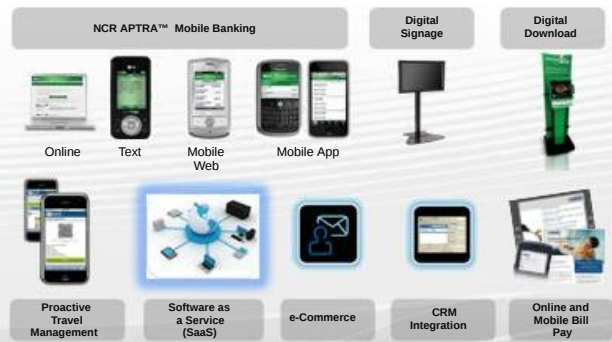 NCR APTRA™ Mobile Banking
Digital
Signage
Digital
Download
Online
Text
Mobile
Web
Mobile App
Proactive
Travel
Management
Software as
a Service
(SaaS)
e-Commerce
CRM
Integration
Online and
Mobile Bill
Pay